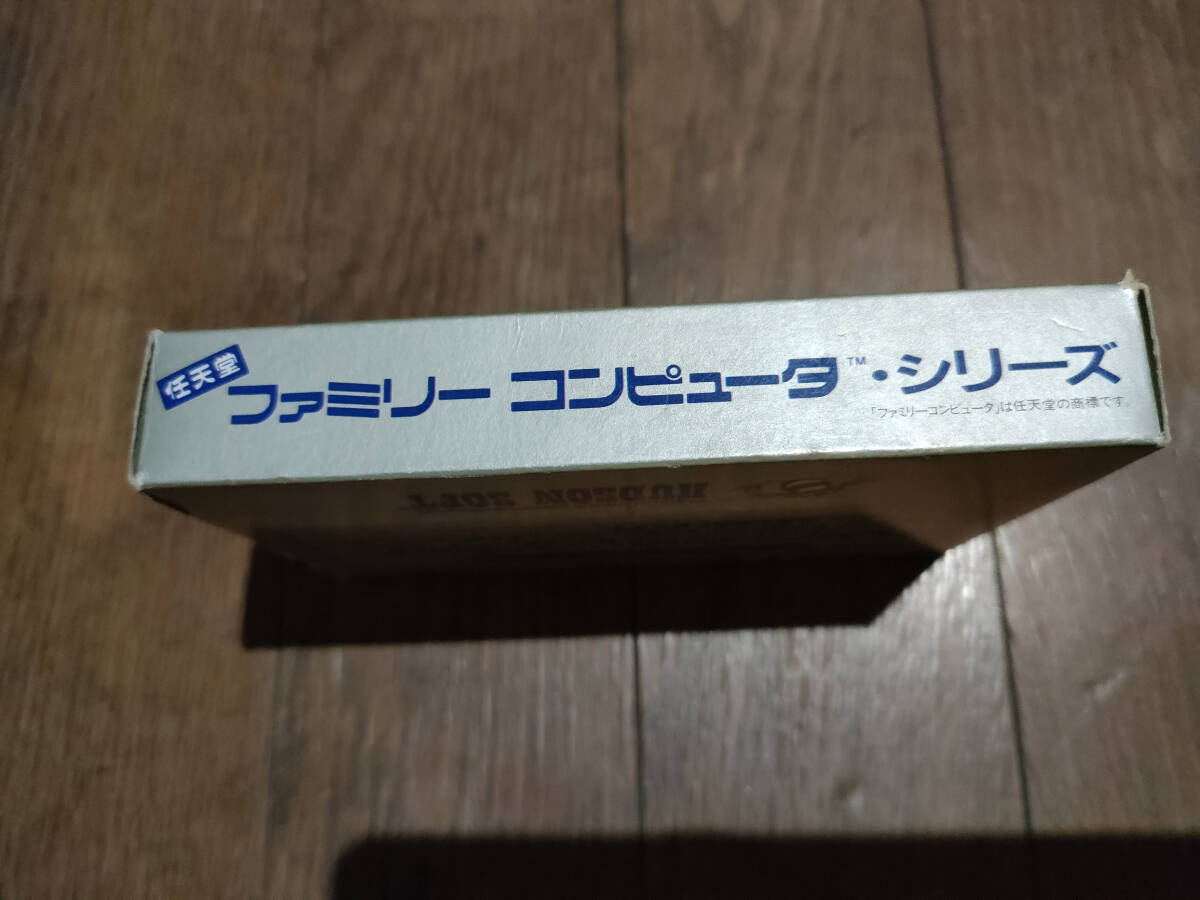 任天堂
ファミリー コンピュータ™・シリーズ
「ファミリーコンピュータ」は任天堂の商標です。
HUDSON SOFT